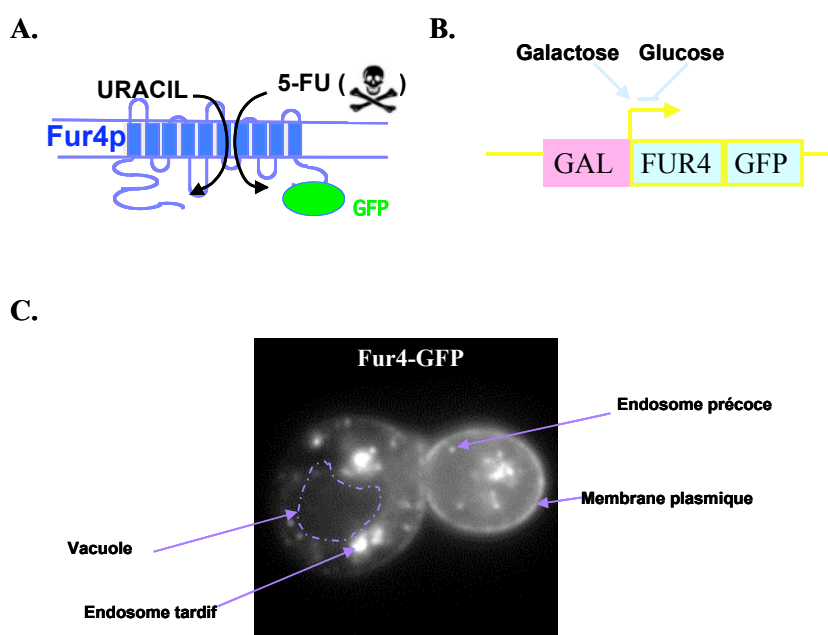 A.
B.
URACIL
5-FU ( )
Fur4p
GFP
Galactose Glucose
GAL FUR4 GFP
C.
Fur4-GFP
Endosome précoce
Membrane plasmique
Vacuole
Endosome tardif